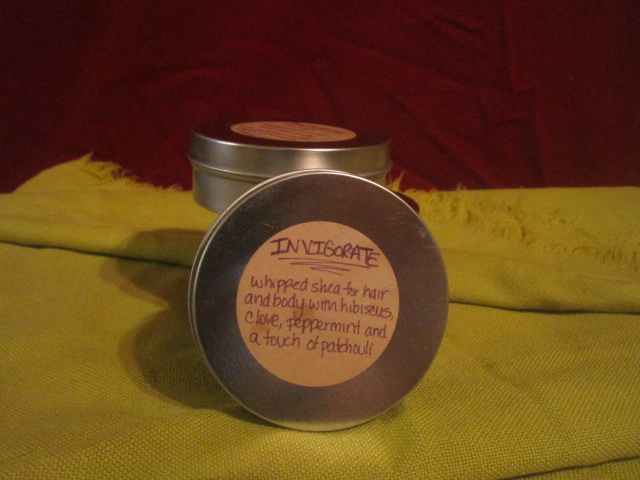 INVIGORATE
whipped shea for hair
and body with hibiscus,
clove, peppermint and
a touch of patchouli